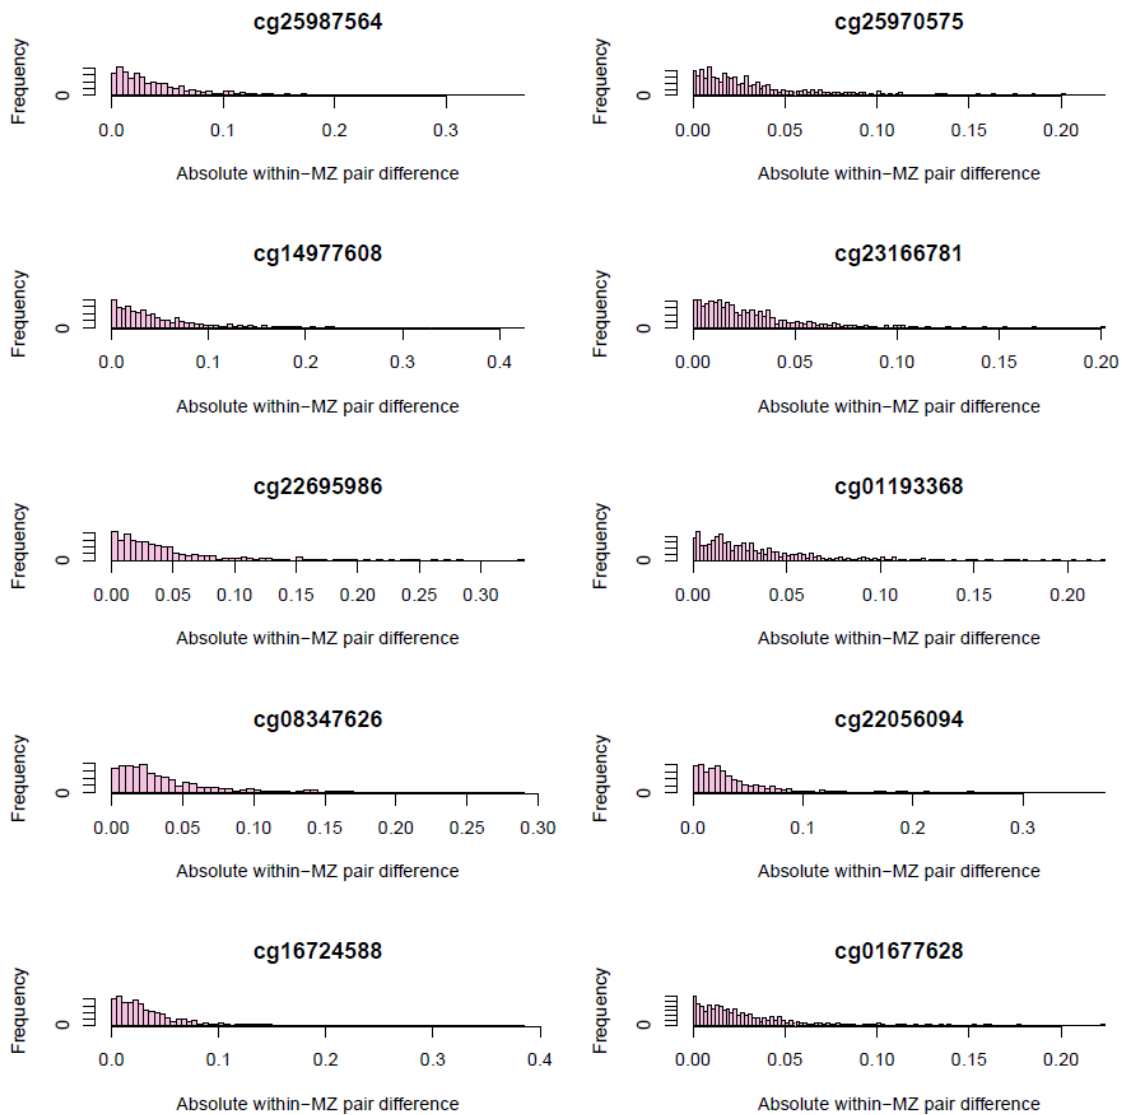 cg25987564
Frequency
0
0.0 0.1 0.2 0.3
Absolute within−MZ pair difference
cg25970575
Frequency
0
0.00 0.05 0.10 0.15 0.20
Absolute within−MZ pair difference
cg14977608
Frequency
0
0.0 0.1 0.2 0.3 0.4
Absolute within−MZ pair difference
cg23166781
Frequency
0
0.00 0.05 0.10 0.15 0.20
Absolute within−MZ pair difference
cg22695986
Frequency
0
0.00 0.05 0.10 0.15 0.20 0.25 0.30
Absolute within−MZ pair difference
cg01193368
Frequency
0
0.00 0.05 0.10 0.15 0.20
Absolute within−MZ pair difference
cg08347626
Frequency
0
0.00 0.05 0.10 0.15 0.20 0.25 0.30
Absolute within−MZ pair difference
cg22056094
Frequency
0
0.0 0.1 0.2 0.3
Absolute within−MZ pair difference
cg16724588
Frequency
0
0.0 0.1 0.2 0.3 0.4
Absolute within−MZ pair difference
cg01677628
Frequency
0
0.00 0.05 0.10 0.15 0.20
Absolute within−MZ pair difference